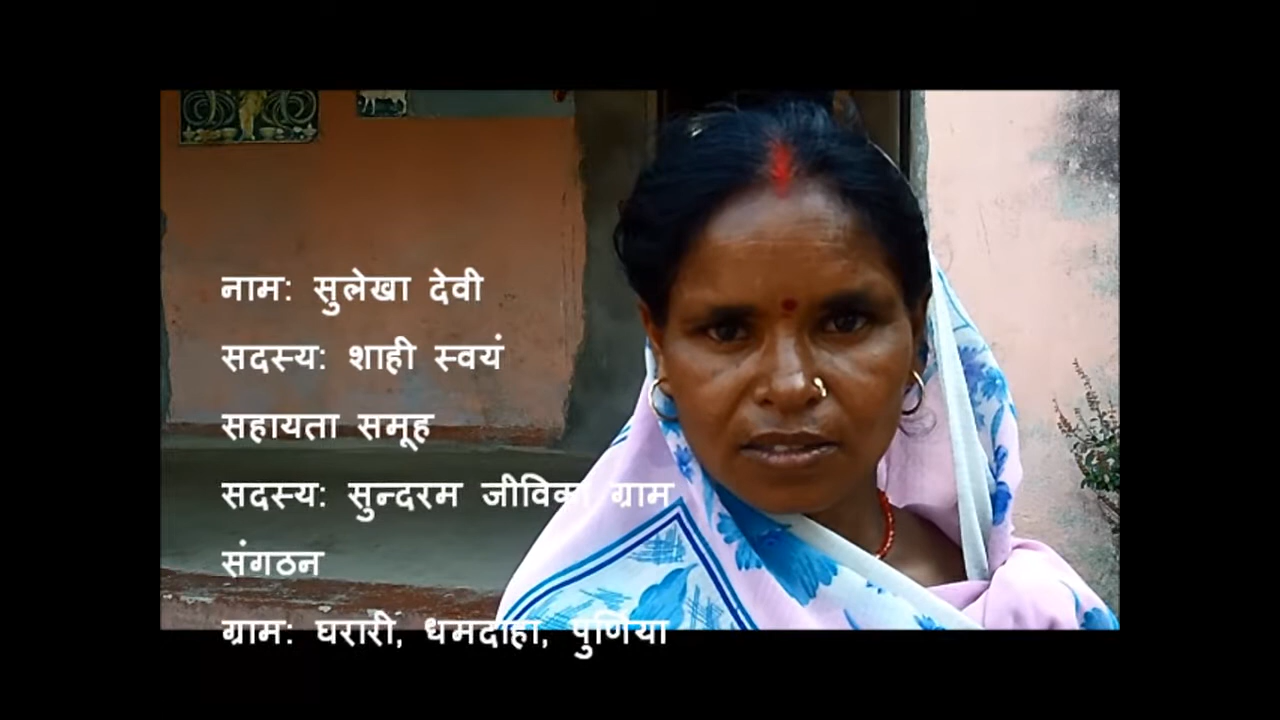 नाम: सुलेखा देवी
सदस्य: शाही स्वयं
सहायता समूह
सदस्य: सुन्दरम जीविका ग्राम
संगठन
ग्राम: घरारी, धमदाहा, पुर्णिया